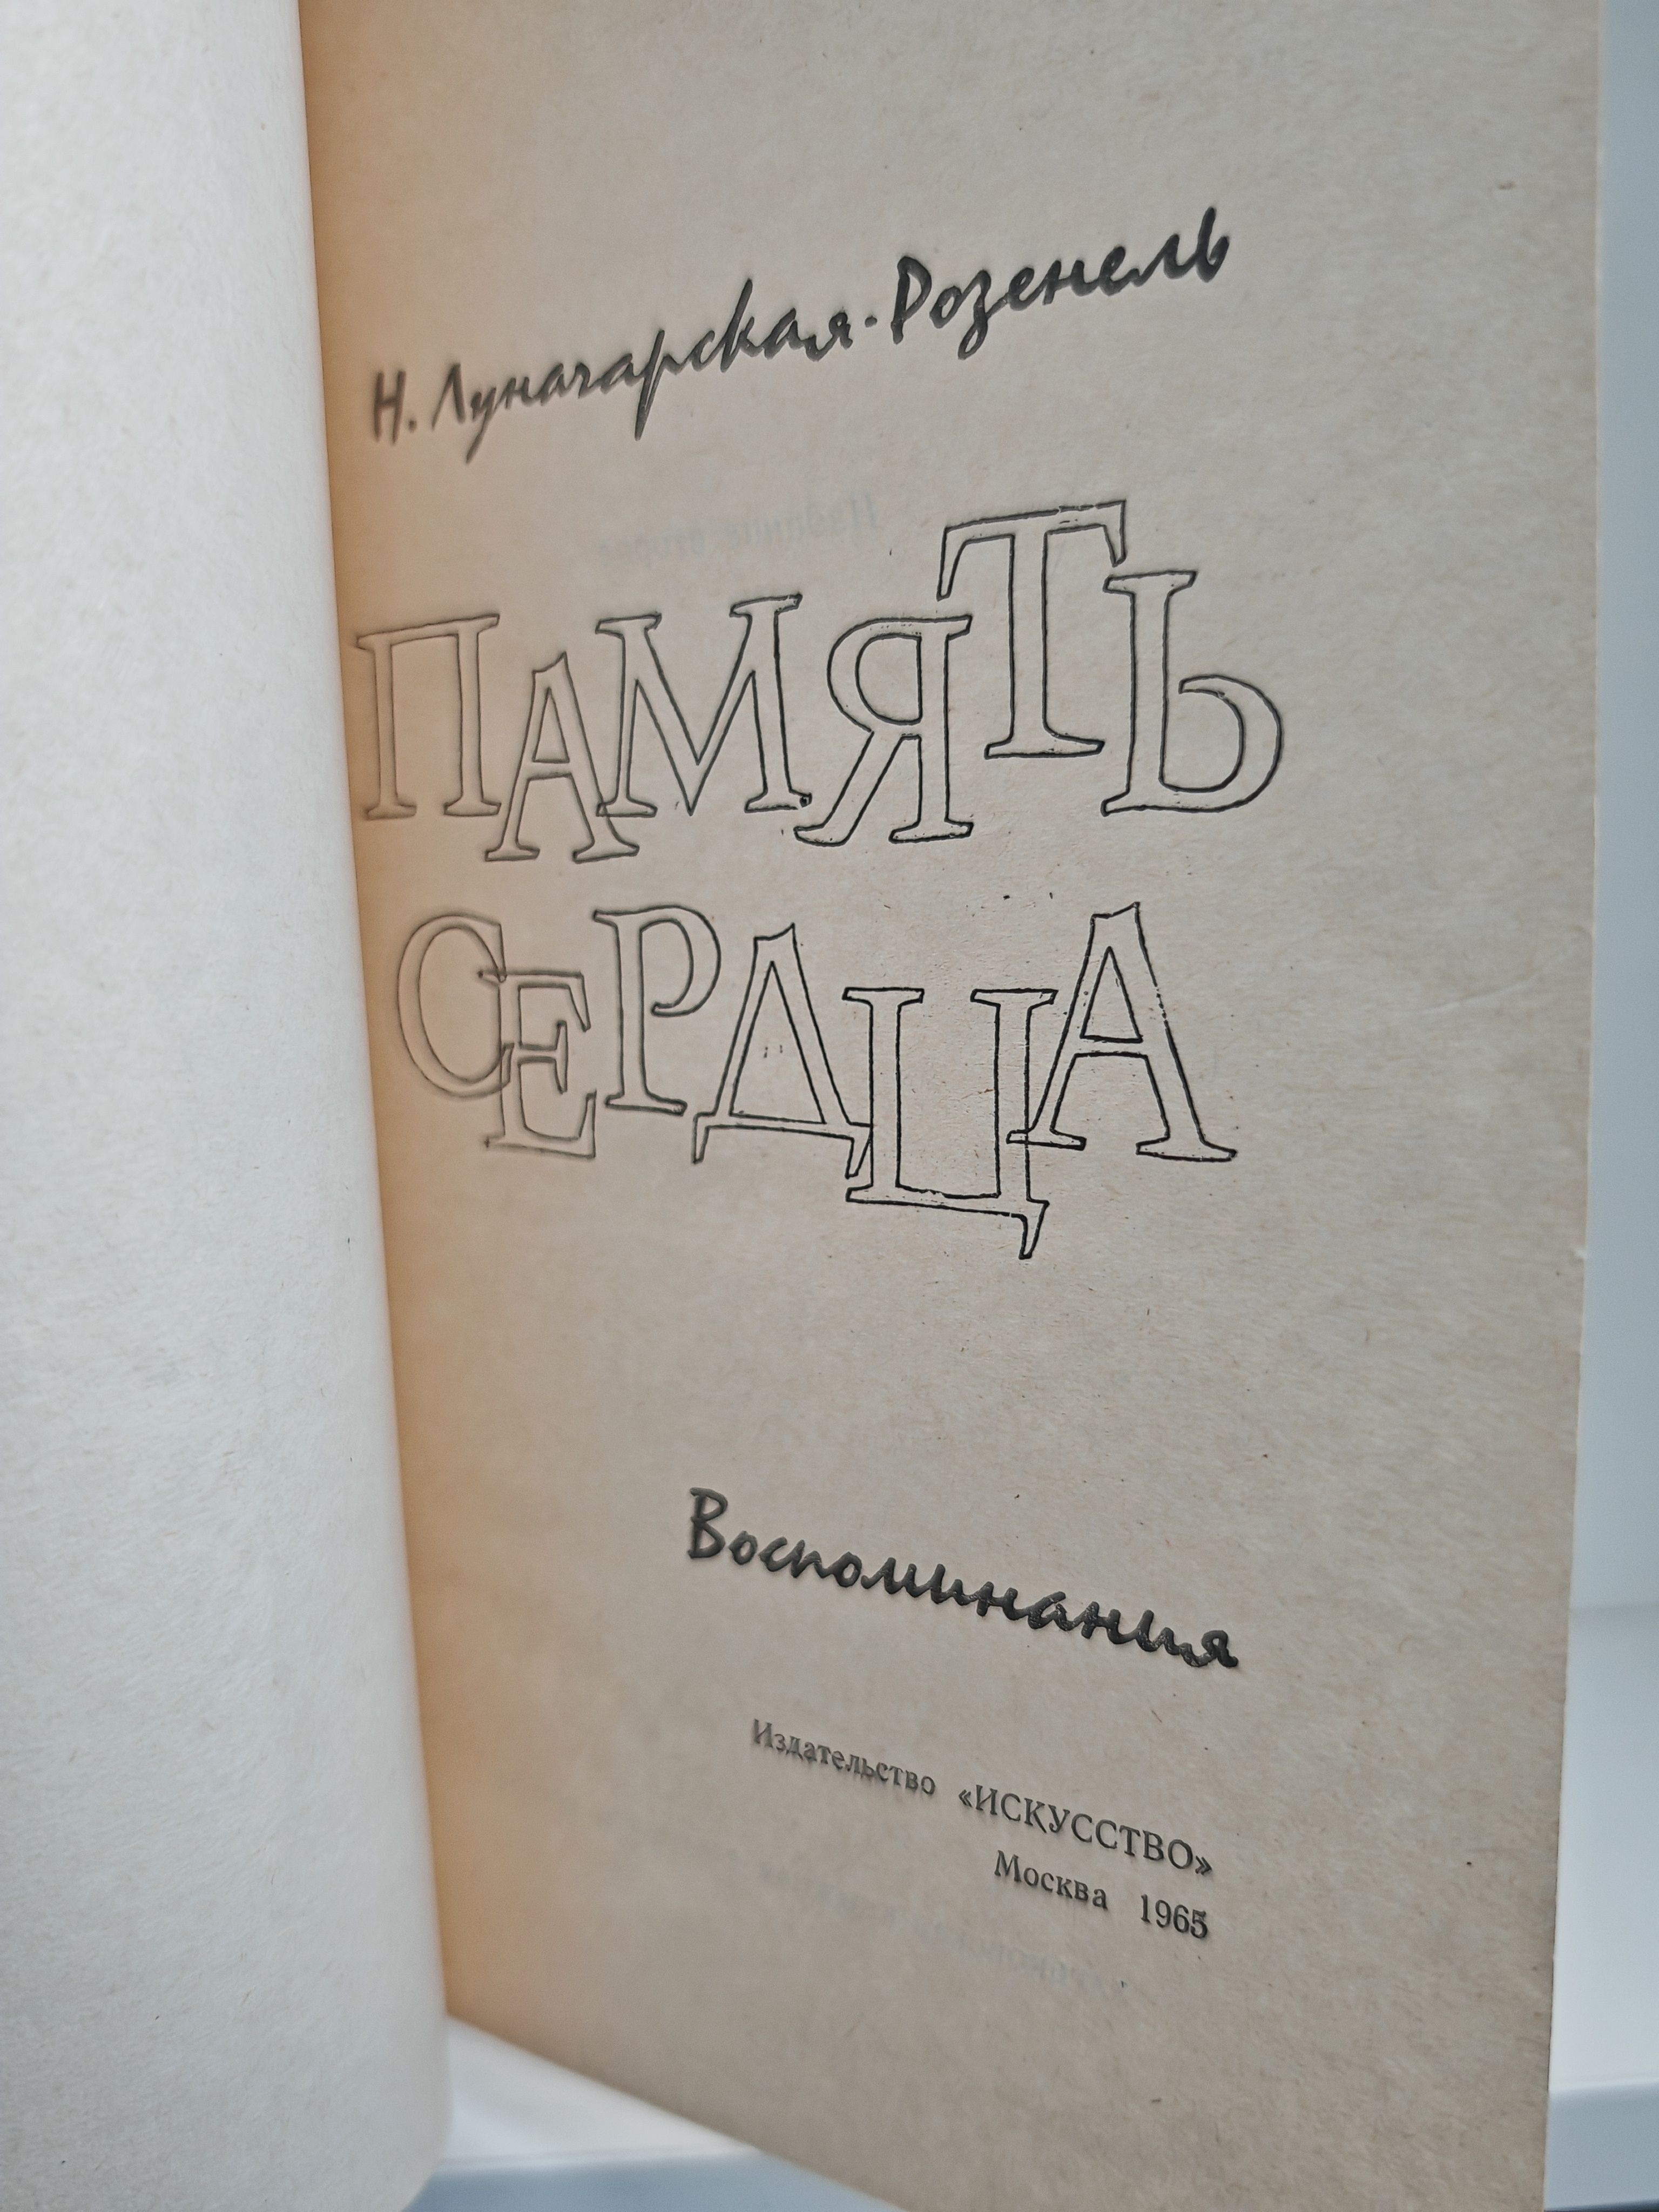 Н. Луначарская-Розенель
ПАМЯТЬ
СЕРДЦА
Воспоминания
Издательство «ИСКУССТВО»
Москва 1965